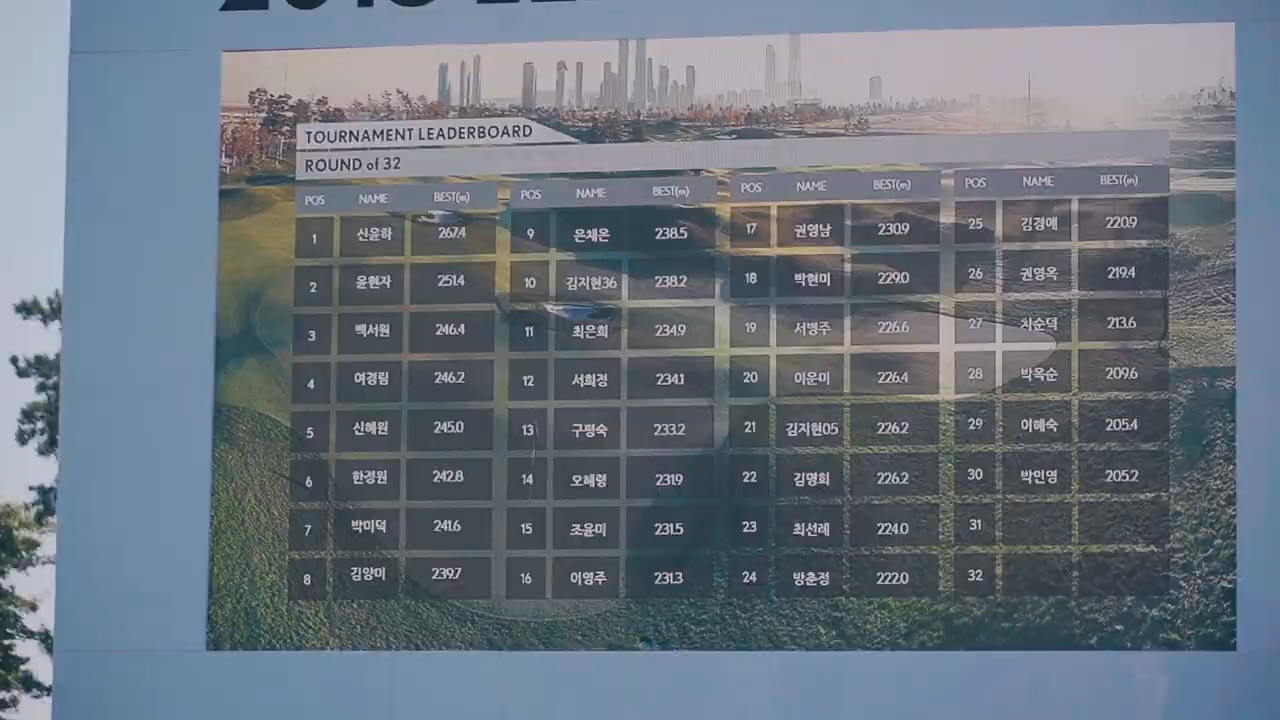 TOURNAMENT LEADERBOARD
ROUND of 32
POS NAME BEST(m) POS NAME BEST(m) POS NAME BEST(m) POS NAME BEST(m)
1 신윤하 267.4 9 은채은 238.5 17 권영남 230.9 25 김경애 220.9
2 윤현자 251.4 10 김지현36 238.2 18 박현미 229.0 26 권영옥 219.4
3 백서원 246.4 11 최은희 234.9 19 서병주 226.6 27 차순덕 213.6
4 여경림 246.2 12 서희정 234.1 20 이운미 226.4 28 박옥순 209.6
5 신혜원 245.0 13 구평숙 233.2 21 김지현05 226.2 29 이혜숙 205.4
6 한정원 242.8 14 오혜령 231.9 22 김명희 226.2 30 박민영 205.2
7 박미덕 241.6 15 조윤미 231.5 23 최선례 224.0 31
8 김양미 239.7 16 이영주 231.3 24 방춘정 222.0 32